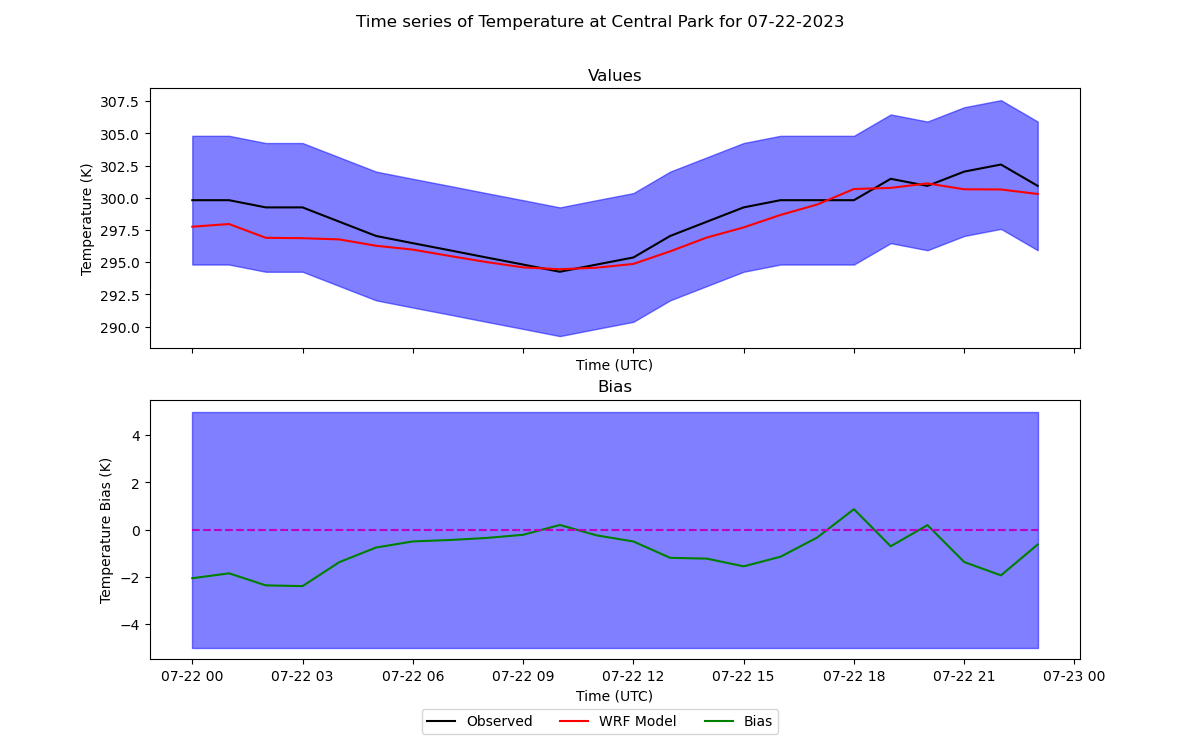 Time series of Temperature at Central Park for 07-22-2023
Values
Temperature (K)
307.5
305.0
302.5
300.0
297.5
295.0
292.5
290.0
Time (UTC)
Bias
Temperature Bias (K)
4
2
0
−2
−4
07-22 00 07-22 03 07-22 06 07-22 09 07-22 12 07-22 15 07-22 18 07-22 21 07-23 00
Time (UTC)
Observed WRF Model Bias